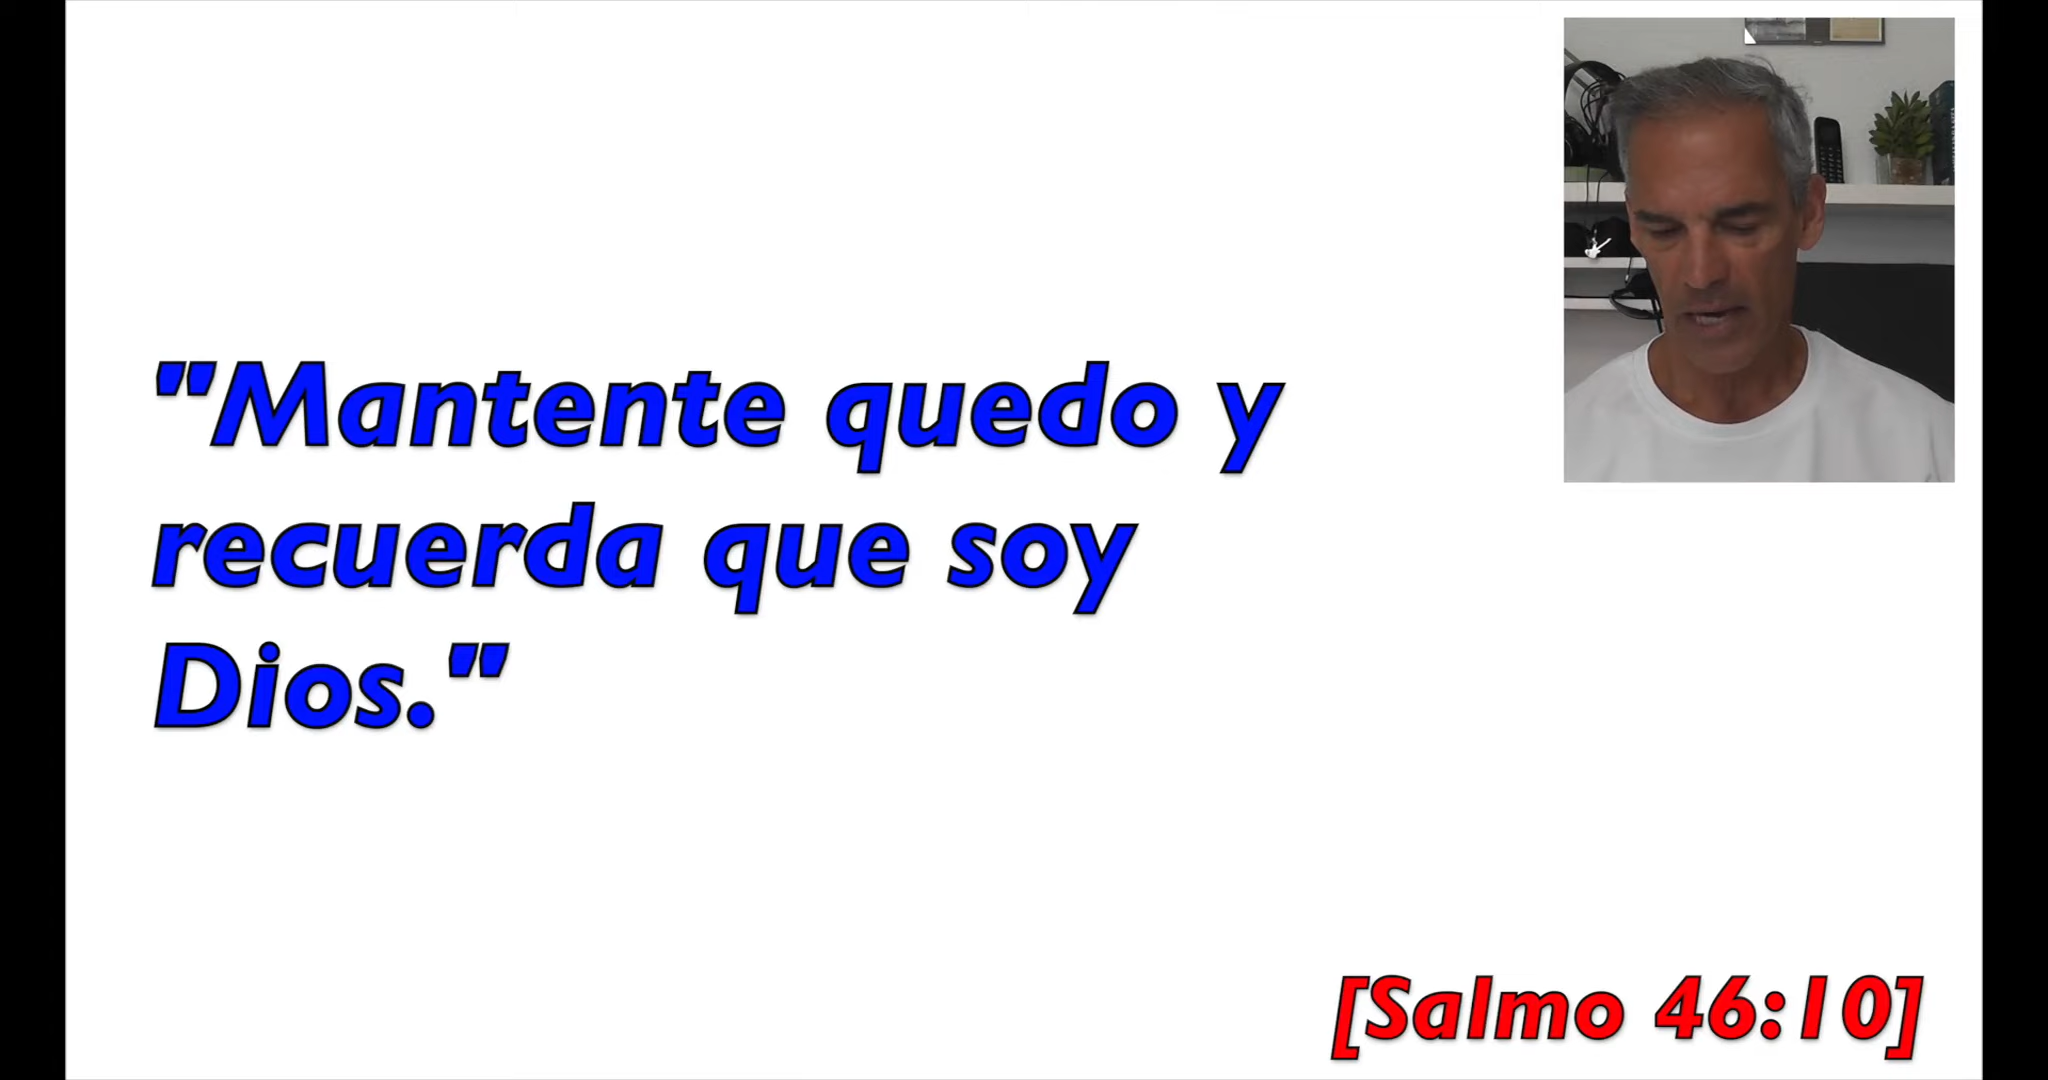 "Mantente quedo y
recuerda que soy
Dios."
[Salmo 46:10]